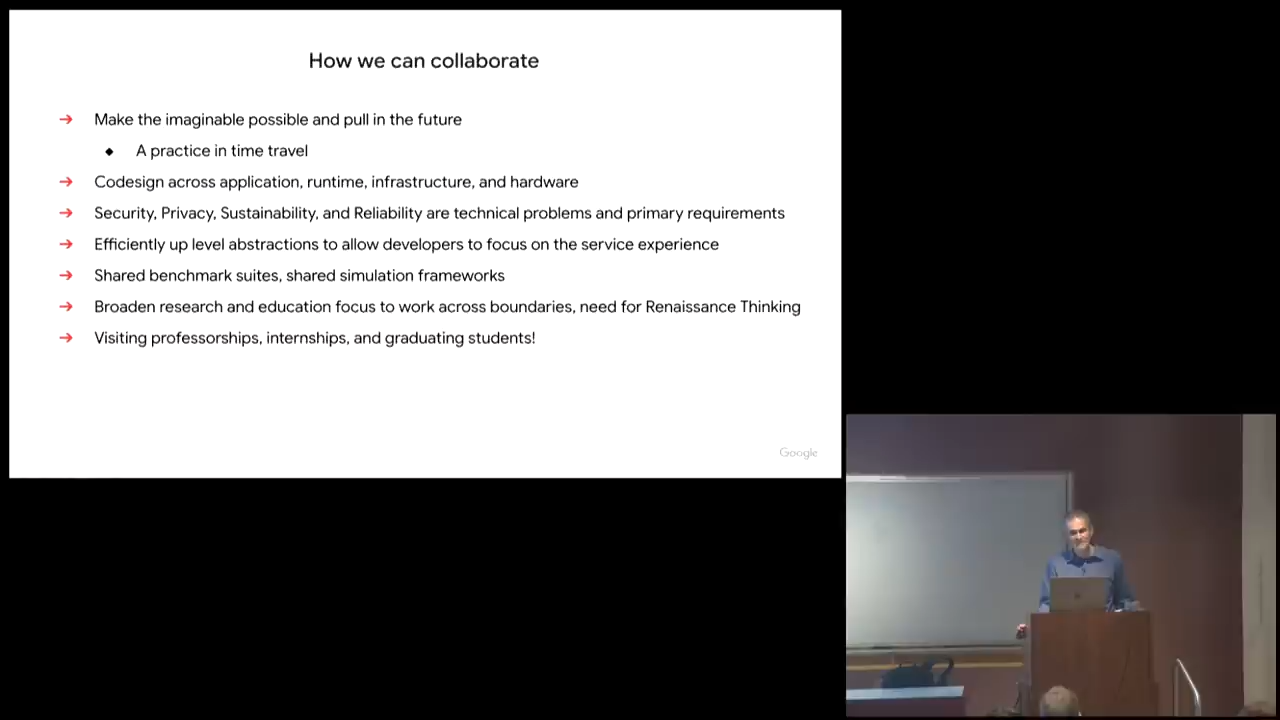 How we can collaborate
➔ Make the imaginable possible and pull in the future
◆ A practice in time travel
➔ Codesign across application, runtime, infrastructure, and hardware
➔ Security, Privacy, Sustainability, and Reliability are technical problems and primary requirements
➔ Efficiently up level abstractions to allow developers to focus on the service experience
➔ Shared benchmark suites, shared simulation frameworks
➔ Broaden research and education focus to work across boundaries, need for Renaissance Thinking
➔ Visiting professorships, internships, and graduating students!
Google